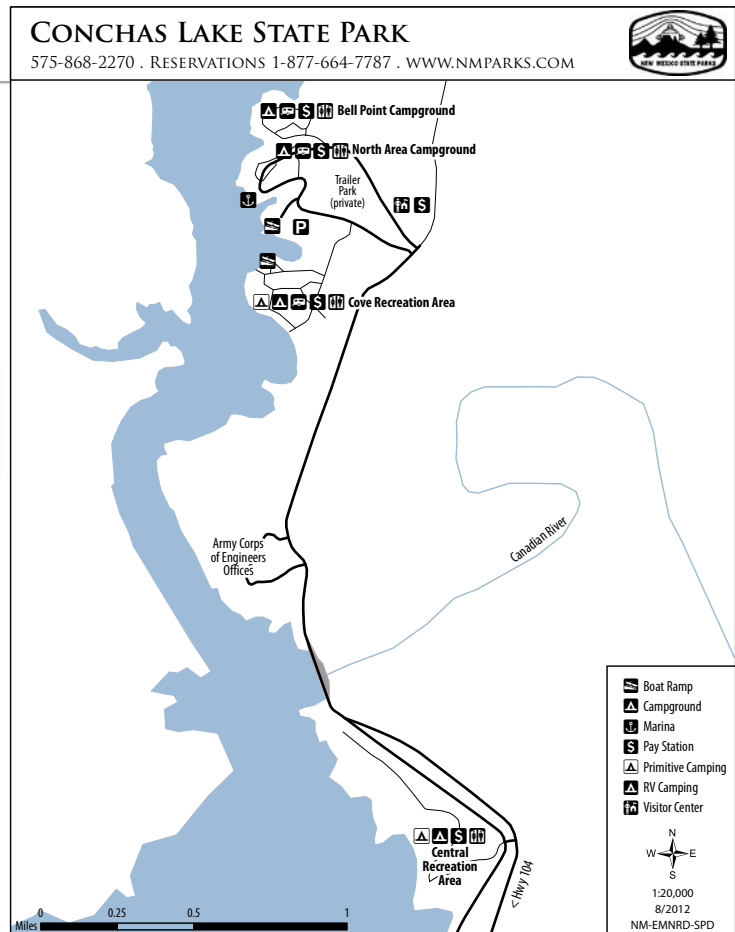 CONCHAS LAKE STATE PARK
575-868-2270 . RESERVATIONS 1-877-664-7787 . WWW.NMPARKS.COM
NEW MEXICO STATE PARKS
$ Bell Point Campground
$ North Area Campground
Trailer
Park
(private)
$
P
$ Cove Recreation Area
Canadian River
Army Corps
of Engineers
Offices
Boat Ramp
Campground
Marina
$ Pay Station
Primitive Camping
RV Camping
Visitor Center
$
Central
Recreation
Area
< Hwy 104
N
W E
S
1:20,000
8/2012
NM-EMNRD-SPD
0 0.25 0.5 1
Miles